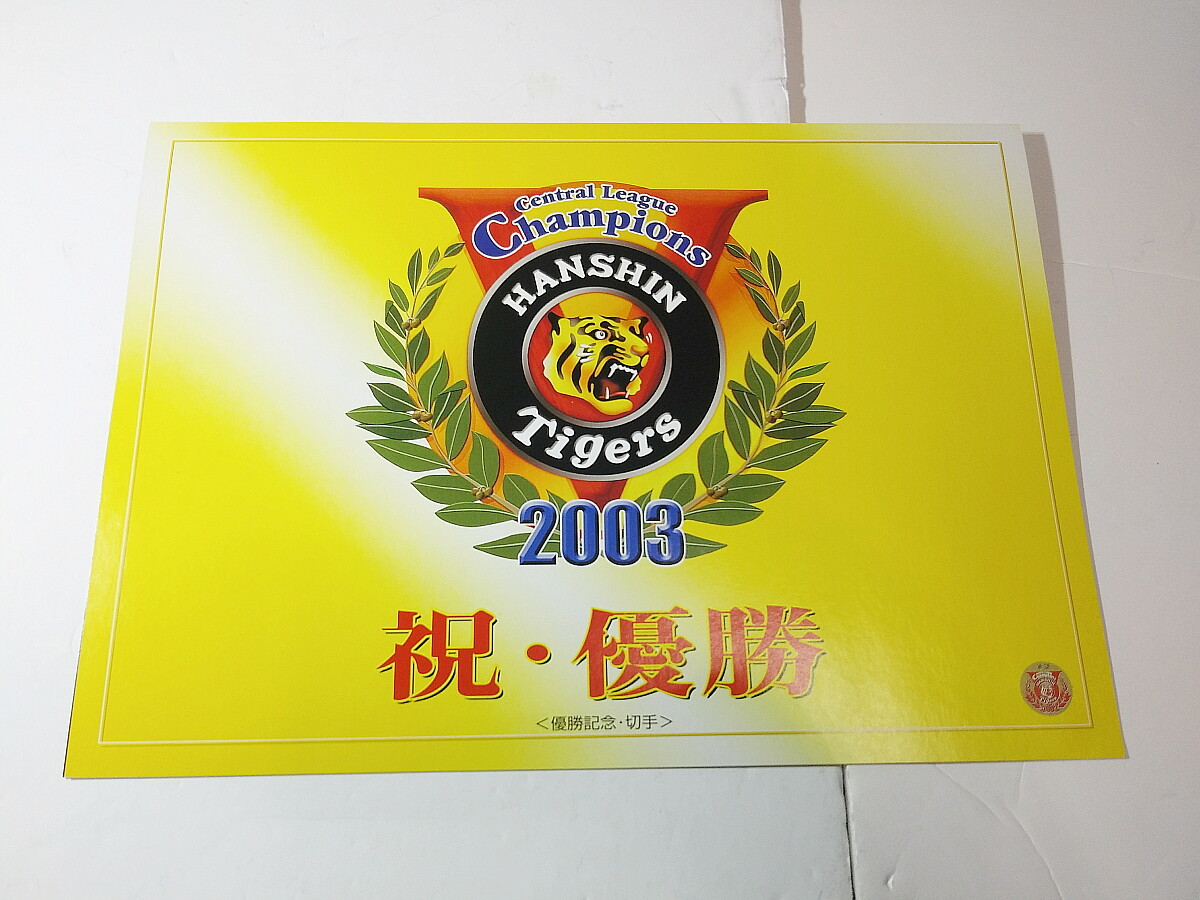 Central League
Champions
HANSHIN
Tigers
2003
祝・優勝
＜優勝記念・切手＞